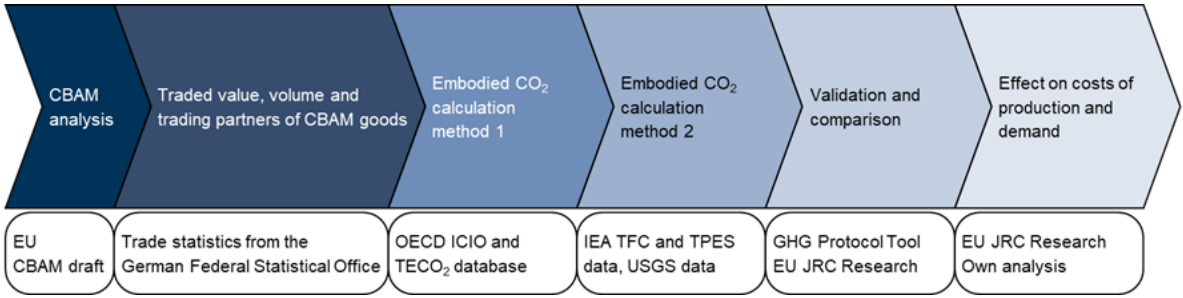 CBAM
analysis
Traded value, volume and
trading partners of CBAM goods
Embodied CO₂
calculation
method 1
Embodied CO₂
calculation
method 2
Validation and
comparison
Effect on costs of
production and
demand
EU
CBAM draft
Trade statistics from the
German Federal Statistical Office
OECD ICIO and
TECO₂ database
IEA TFC and TPES
data, USGS data
GHG Protocol Tool
EU JRC Research
EU JRC Research
Own analysis